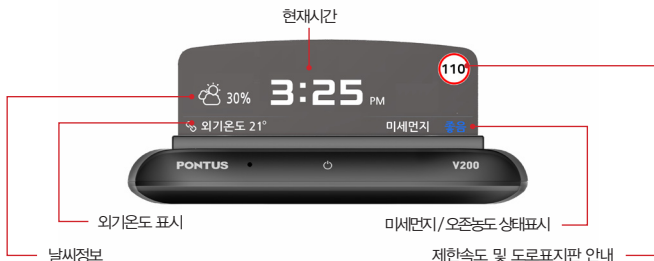 현재시간
110
30% 3:25 PM
외기온도 21°
미세먼지
PONTUS V200
외기온도 표시
미세먼지 / 오존농도 상태표시
날씨정보
제한속도 및 도로표지판 안내